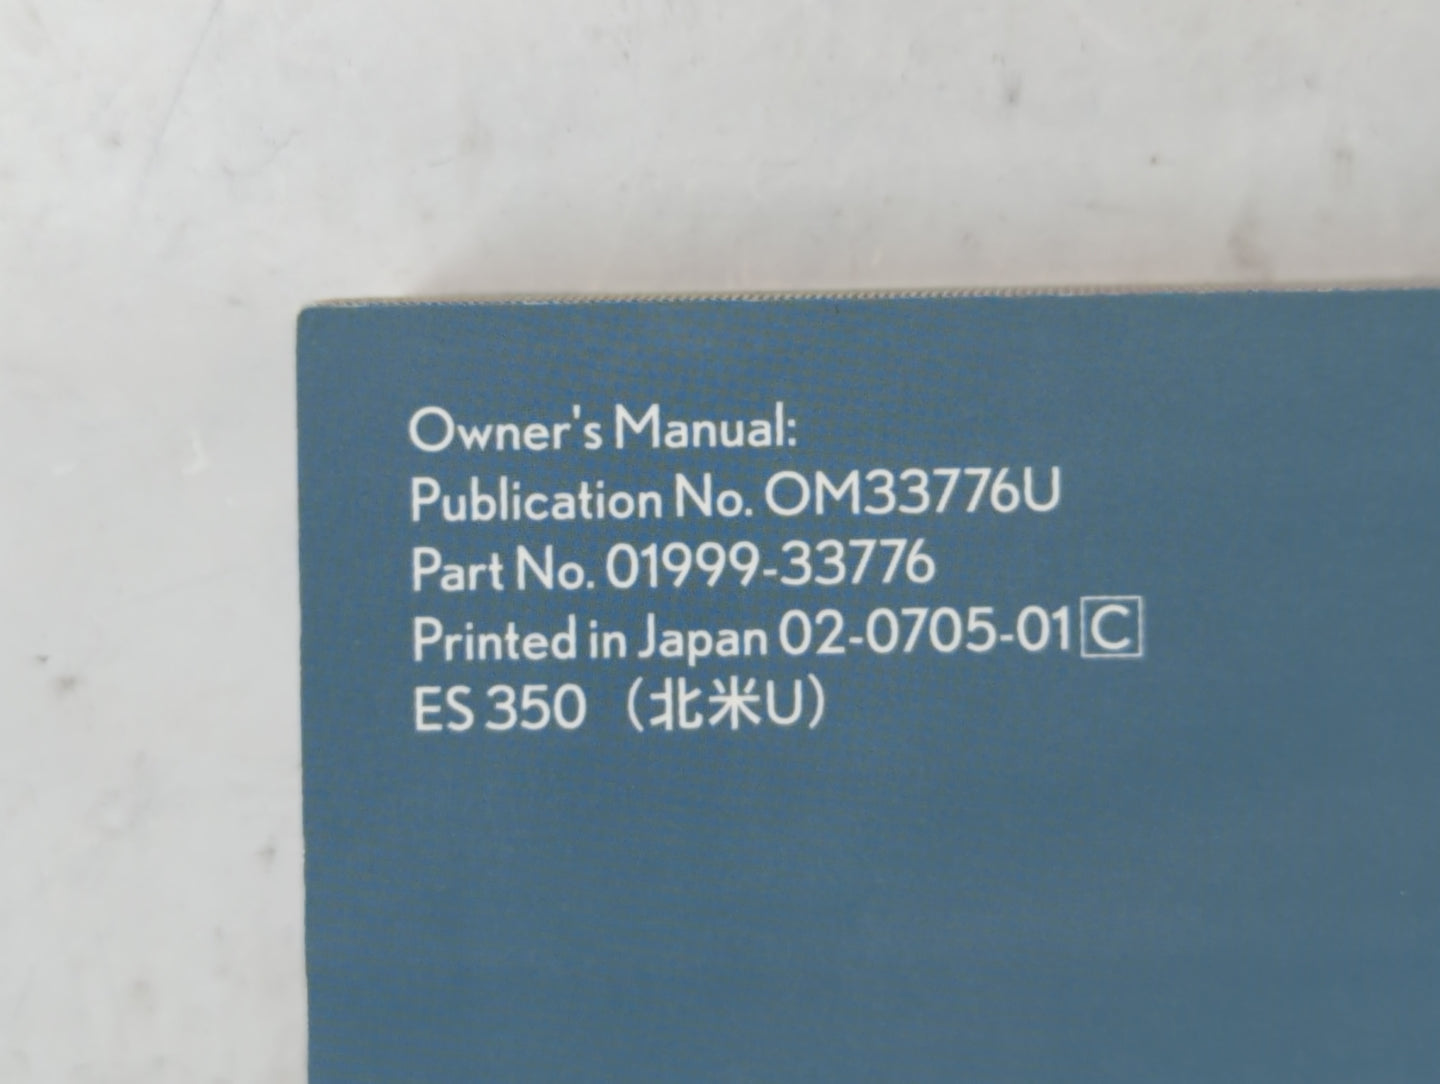 Owner's Manual:
Publication No. OM33776U
Part No. 01999-33776
Printed in Japan 02-0705-01 C
ES 350（北米U）